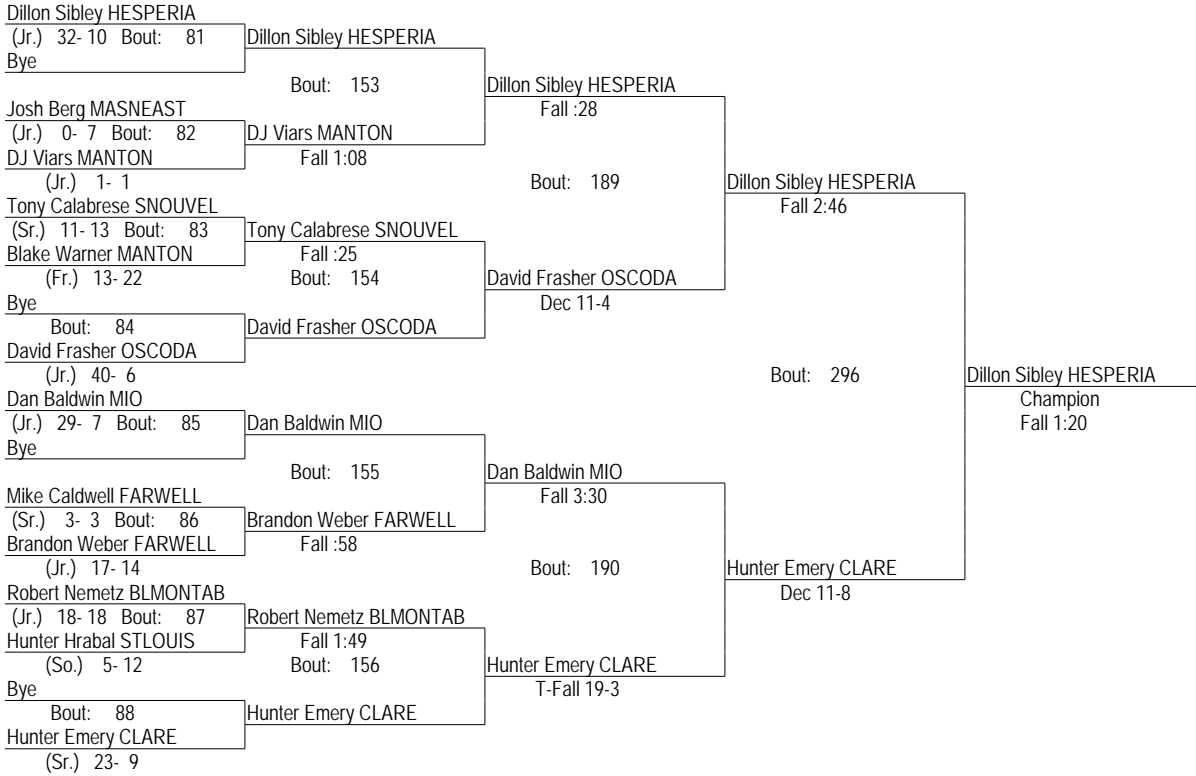 Dillon Sibley HESPERIA
(Jr.) 32- 10 Bout: 81
Bye
Josh Berg MASNEAST
(Jr.) 0- 7 Bout: 82
DJ Viars MANTON
(Jr.) 1- 1
Tony Calabrese SNOUVEL
(Sr.) 11- 13 Bout: 83
Blake Warner MANTON
(Fr.) 13- 22
Bye
Bout: 84
David Frasher OSCODA
(Jr.) 40- 6
Dan Baldwin MIO
(Jr.) 29- 7 Bout: 85
Bye
Mike Caldwell FARWELL
(Sr.) 3- 3 Bout: 86
Brandon Weber FARWELL
(Jr.) 17- 14
Robert Nemetz BLMONTAB
(Jr.) 18- 18 Bout: 87
Hunter Hrabal STLOUIS
(So.) 5- 12
Bye
Bout: 88
Hunter Emery CLARE
(Sr.) 23- 9
Dillon Sibley HESPERIA
Bout: 153
DJ Viars MANTON
Fall 1:08
Tony Calabrese SNOUVEL
Fall :25
Bout: 154
David Frasher OSCODA
Dan Baldwin MIO
Bout: 155
Brandon Weber FARWELL
Fall :58
Robert Nemetz BLMONTAB
Fall 1:49
Bout: 156
Hunter Emery CLARE
Dillon Sibley HESPERIA
Fall :28
Bout: 189
David Frasher OSCODA
Dec 11-4
Dan Baldwin MIO
Fall 3:30
Bout: 190
Hunter Emery CLARE
T-Fall 19-3
Dillon Sibley HESPERIA
Fall 2:46
Bout: 296
Hunter Emery CLARE
Dec 11-8
Dillon Sibley HESPERIA
Champion
Fall 1:20